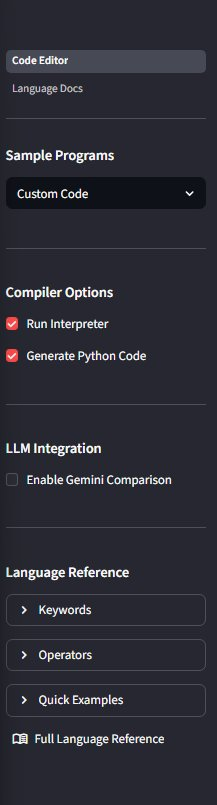 Code Editor
Language Docs
Sample Programs
Custom Code
Compiler Options
Run Interpreter
Generate Python Code
LLM Integration
Enable Gemini Comparison
Language Reference
Keywords
Operators
Quick Examples
Full Language Reference